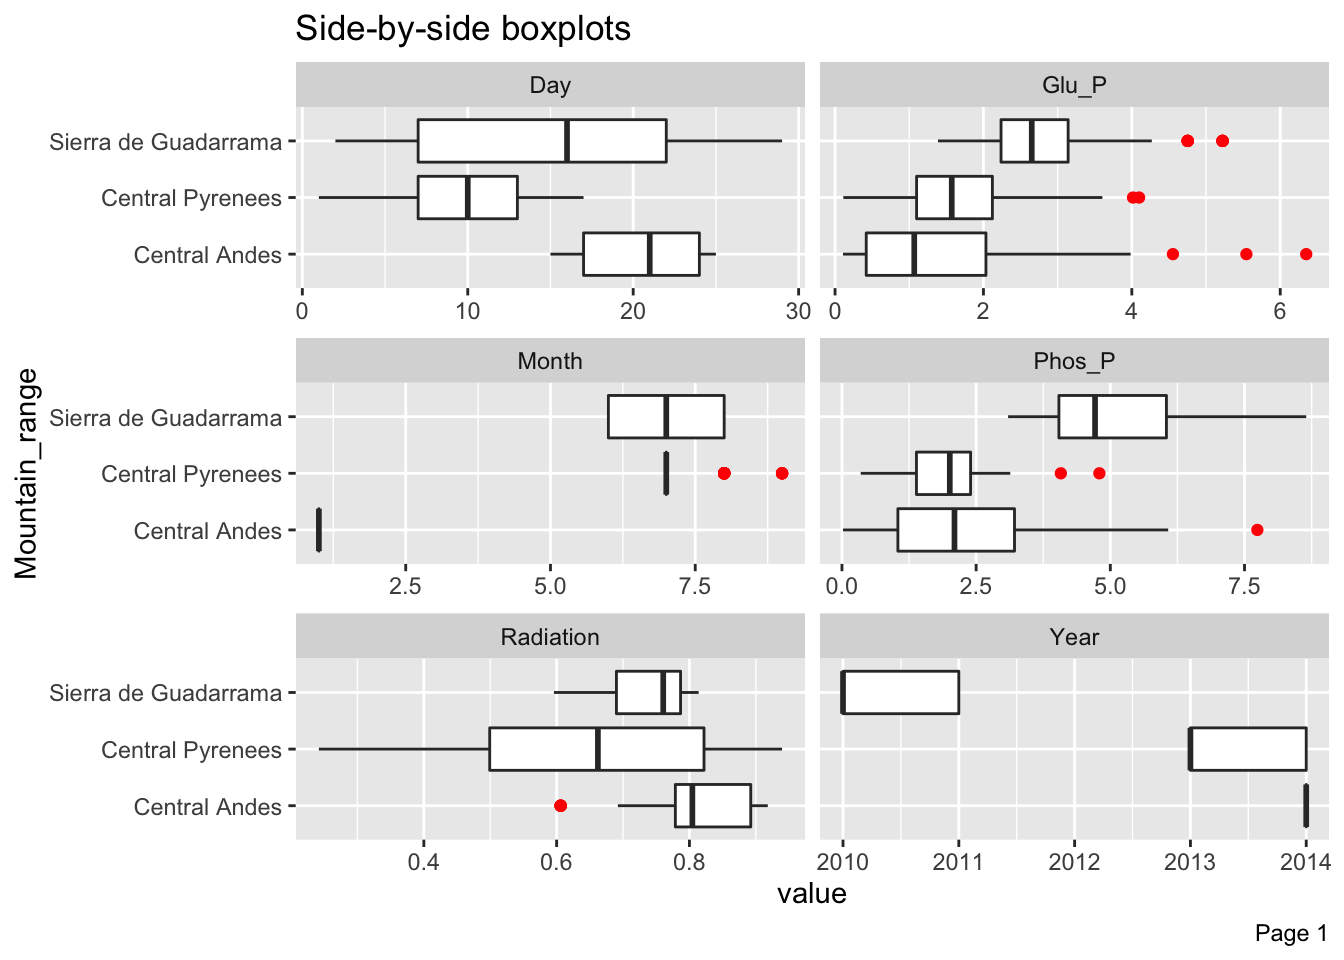 Side-by-side boxplots
Day
Glu_P
Sierra de Guadarrama
Central Pyrenees
Central Andes
0 10 20 30
0 2 4 6
Month
Phos_P
Mountain_range
Sierra de Guadarrama
Central Pyrenees
Central Andes
2.5 5.0 7.5
0.0 2.5 5.0 7.5
Radiation
Year
Sierra de Guadarrama
Central Pyrenees
Central Andes
0.4 0.6 0.8
2010 2011 2012 2013 2014
value
Page 1